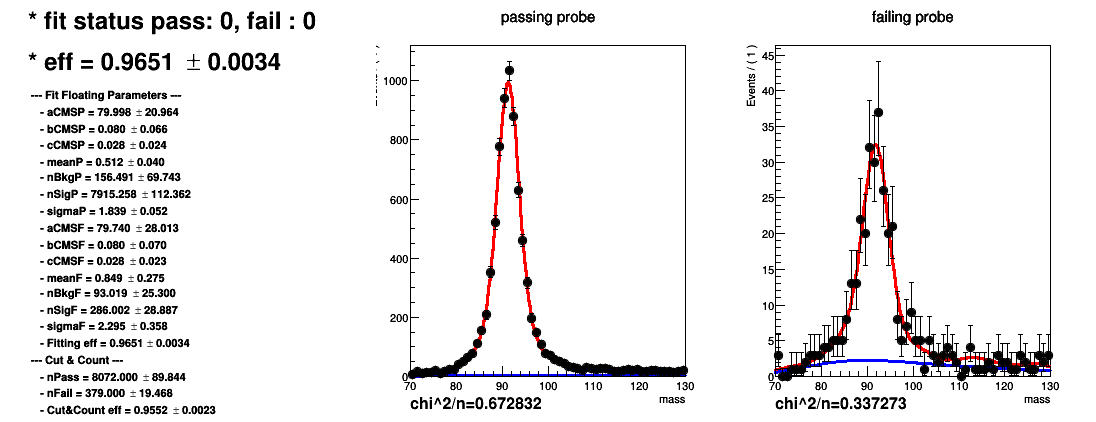 * fit status pass: 0, fail : 0
* eff = 0.9651 ± 0.0034
--- Fit Floating Parameters ---
- aCMSP = 79.998 ± 20.964
- bCMSP = 0.080 ± 0.066
- cCMSP = 0.028 ± 0.024
- meanP = 0.512 ± 0.040
- nBkgP = 156.491 ± 69.743
- nSigP = 7915.258 ± 112.362
- sigmaP = 1.839 ± 0.052
- aCMSF = 79.740 ± 28.013
- bCMSF = 0.080 ± 0.070
- cCMSF = 0.028 ± 0.023
- meanF = 0.849 ± 0.275
- nBkgF = 93.019 ± 25.300
- nSigF = 286.002 ± 28.887
- sigmaF = 2.295 ± 0.358
- Fitting eff = 0.9651 ± 0.0034
--- Cut & Count ---
- nPass = 8072.000 ± 89.844
- nFail = 379.000 ± 19.468
- Cut&Count eff = 0.9552 ± 0.0023
passing probe
1000
800
600
400
200
0
70 80 90 100 110 120 130
mass
chi^2/n=0.672832
failing probe
Events / ( 1 )
45
40
35
30
25
20
15
10
5
0
70 80 90 100 110 120 130
mass
chi^2/n=0.337273